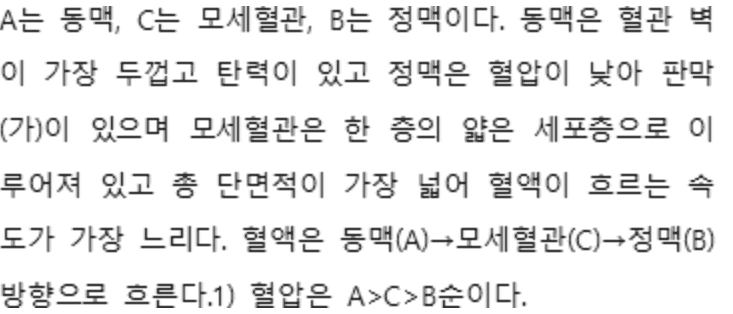 A는 동맥, C는 모세혈관, B는 정맥이다. 동맥은 혈관 벽
이 가장 두껍고 탄력이 있고 정맥은 혈압이 낮아 판막
(가)이 있으며 모세혈관은 한 층의 얇은 세포층으로 이
루어져 있고 총 단면적이 가장 넓어 혈액이 흐르는 속
도가 가장 느리다. 혈액은 동맥(A)→모세혈관(C)→정맥(B)
방향으로 흐른다.1) 혈압은 A>C>B순이다.